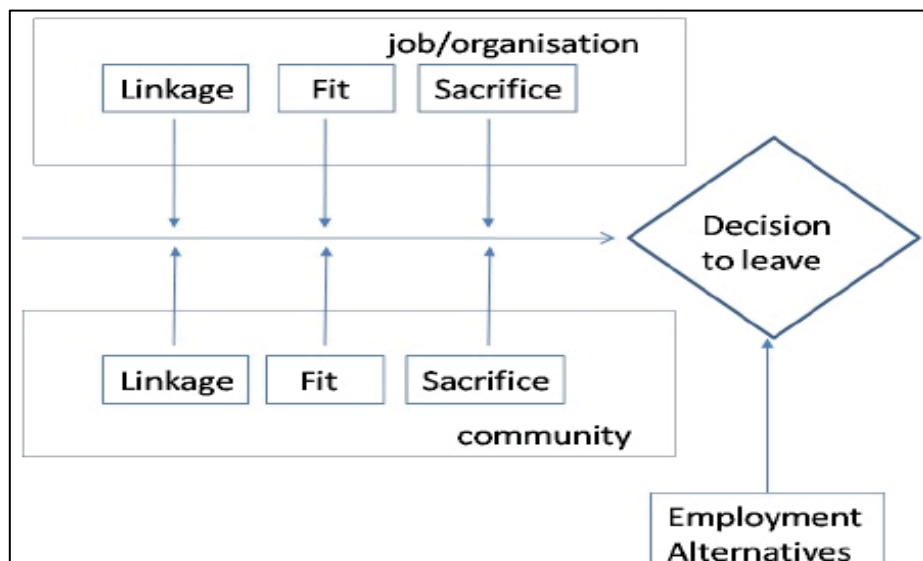 job/organisation
Linkage Fit Sacrifice
Decision
to leave
Linkage Fit Sacrifice
community
Employment
Alternatives